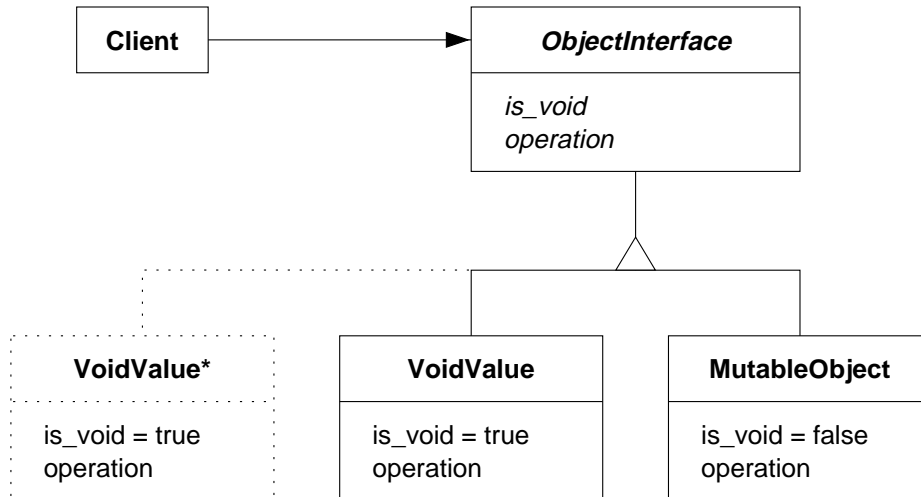 Client
ObjectInterface
is_void
operation
VoidValue*
is_void = true
operation
VoidValue
is_void = true
operation
MutableObject
is_void = false
operation